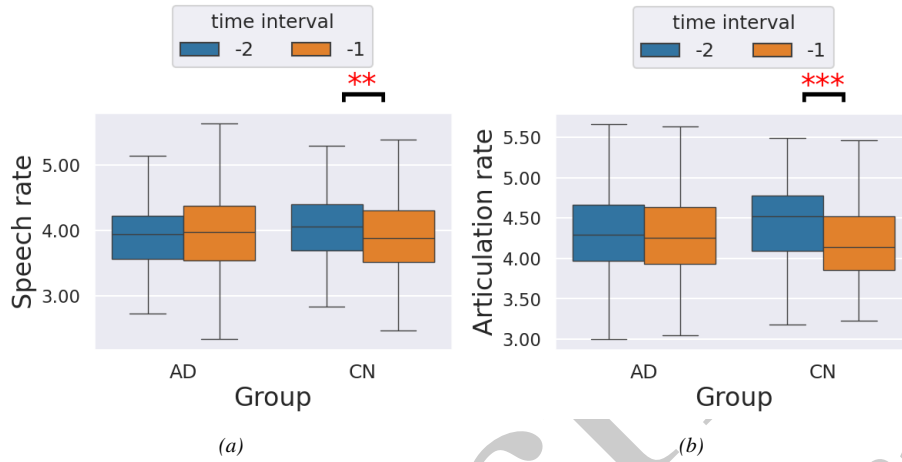 time interval
-2 -1
**
Speech rate
5.00
4.00
3.00
AD CN
Group
(a)
time interval
-2 -1
***
Articulation rate
5.50
5.00
4.50
4.00
3.50
3.00
AD CN
Group
(b)